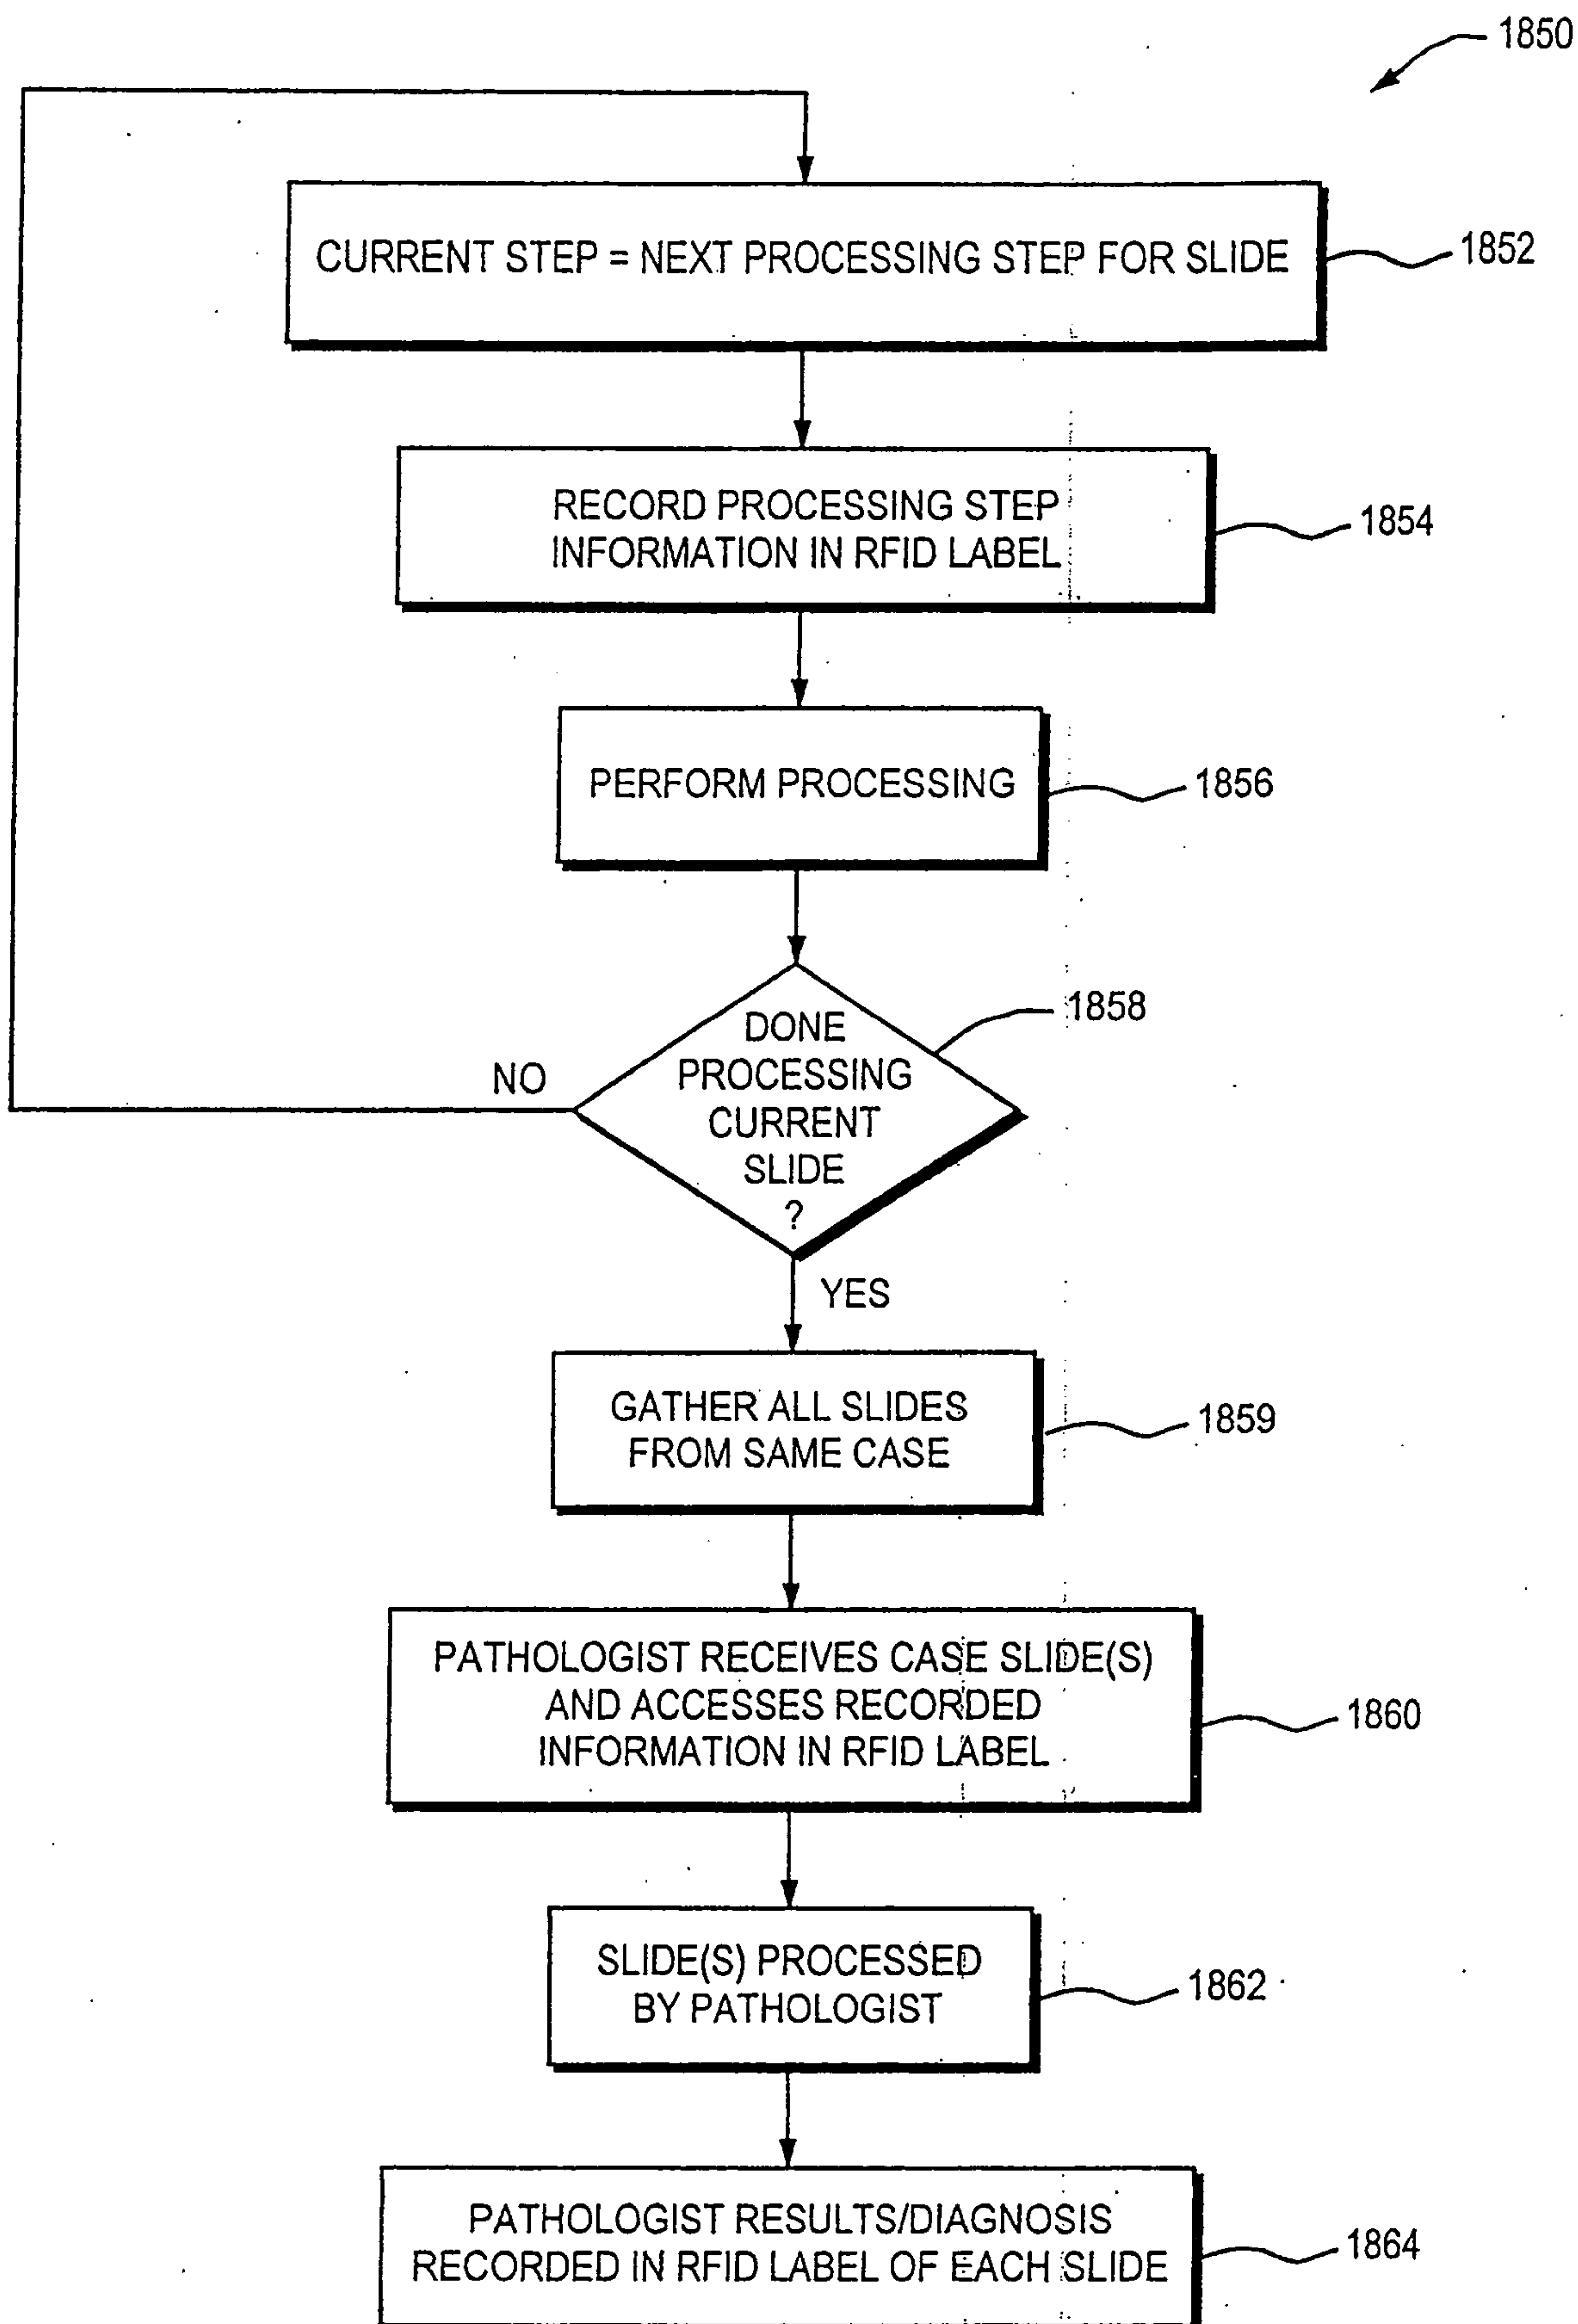 1850
CURRENT STEP = NEXT PROCESSING STEP FOR SLIDE
1852
RECORD PROCESSING STEP
INFORMATION IN RFID LABEL
1854
PERFORM PROCESSING
1856
DONE
PROCESSING
CURRENT
SLIDE
?
1858
NO
YES
GATHER ALL SLIDES
FROM SAME CASE
1859
PATHOLOGIST RECEIVES CASE SLIDE(S)
AND ACCESSES RECORDED
INFORMATION IN RFID LABEL
1860
SLIDE(S) PROCESSED
BY PATHOLOGIST
1862
PATHOLOGIST RESULTS/DIAGNOSIS
RECORDED IN RFID LABEL OF EACH SLIDE
1864